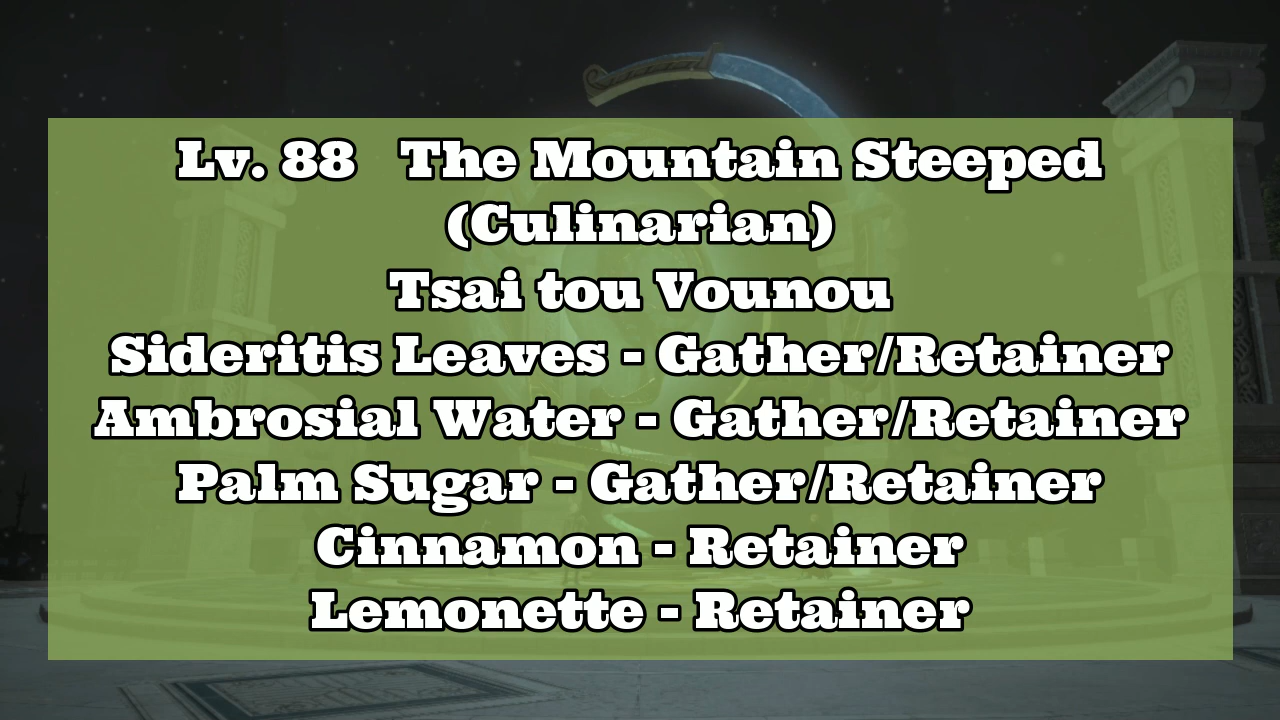 Lv. 88   The Mountain Steeped
(Culinarian)
Tsai tou Vounou
Sideritis Leaves - Gather/Retainer
Ambrosial Water - Gather/Retainer
Palm Sugar - Gather/Retainer
Cinnamon - Retainer
Lemonette - Retainer